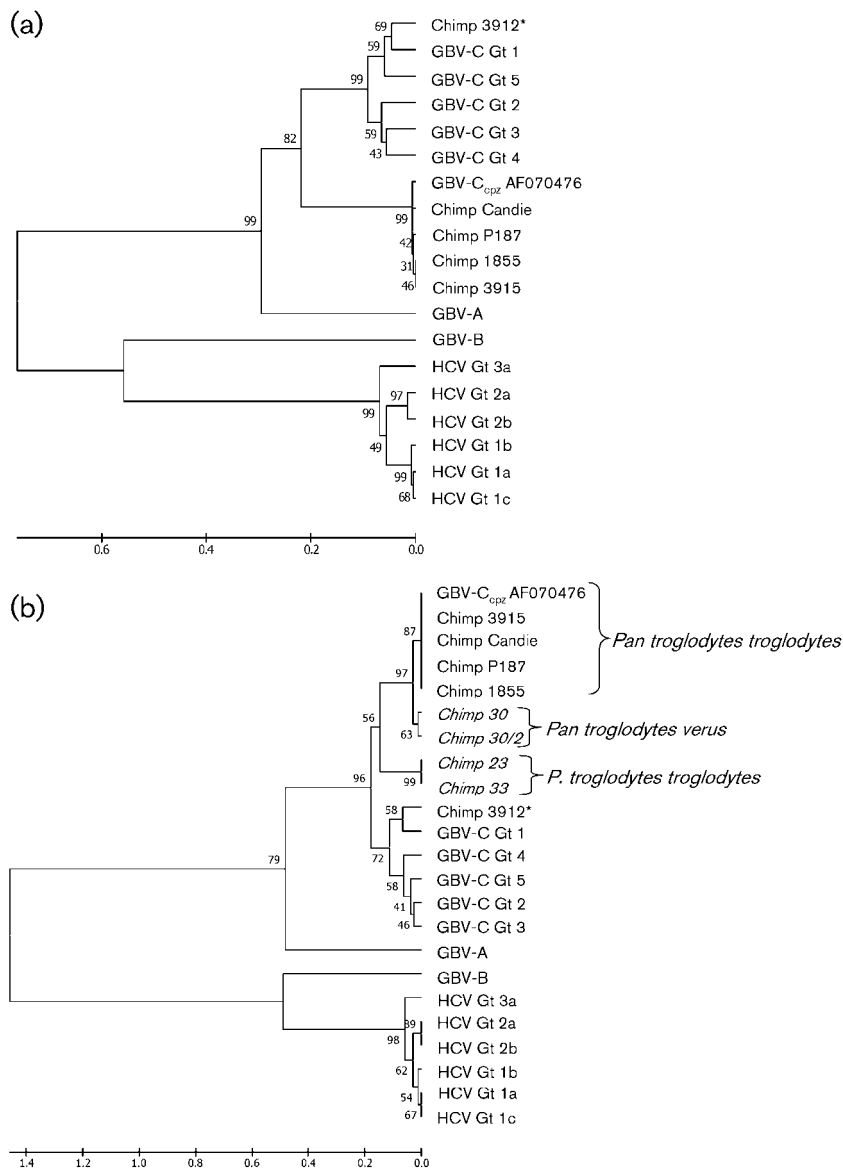 (a)
69
Chimp 3912*
59
GBV-C Gt 1
99
GBV-C Gt 5
GBV-C Gt 2
59
GBV-C Gt 3
43
GBV-C Gt 4
82
GBV-Ccpz AF070476
99
Chimp Candie
99
42
Chimp P187
31
Chimp 1855
46
Chimp 3915
GBV-A
GBV-B
HCV Gt 3a
97
HCV Gt 2a
99
HCV Gt 2b
49
HCV Gt 1b
99
HCV Gt 1a
68
HCV Gt 1c
0.6 0.4 0.2 0.0
(b)
GBV-Ccpz AF070476
Chimp 3915
87
Chimp Candie
Pan troglodytes troglodytes
97
Chimp P187
Chimp 1855
56
Chimp 30
63
Chimp 30/2
Pan troglodytes verus
96
Chimp 23
99
Chimp 33
P. troglodytes troglodytes
58
Chimp 3912*
GBV-C Gt 1
79
72
GBV-C Gt 4
58
GBV-C Gt 5
41
GBV-C Gt 2
46
GBV-C Gt 3
GBV-A
GBV-B
HCV Gt 3a
39
HCV Gt 2a
98
HCV Gt 2b
62
HCV Gt 1b
54
HCV Gt 1a
67
HCV Gt 1c
1.4 1.2 1.0 0.8 0.6 0.4 0.2 0.0